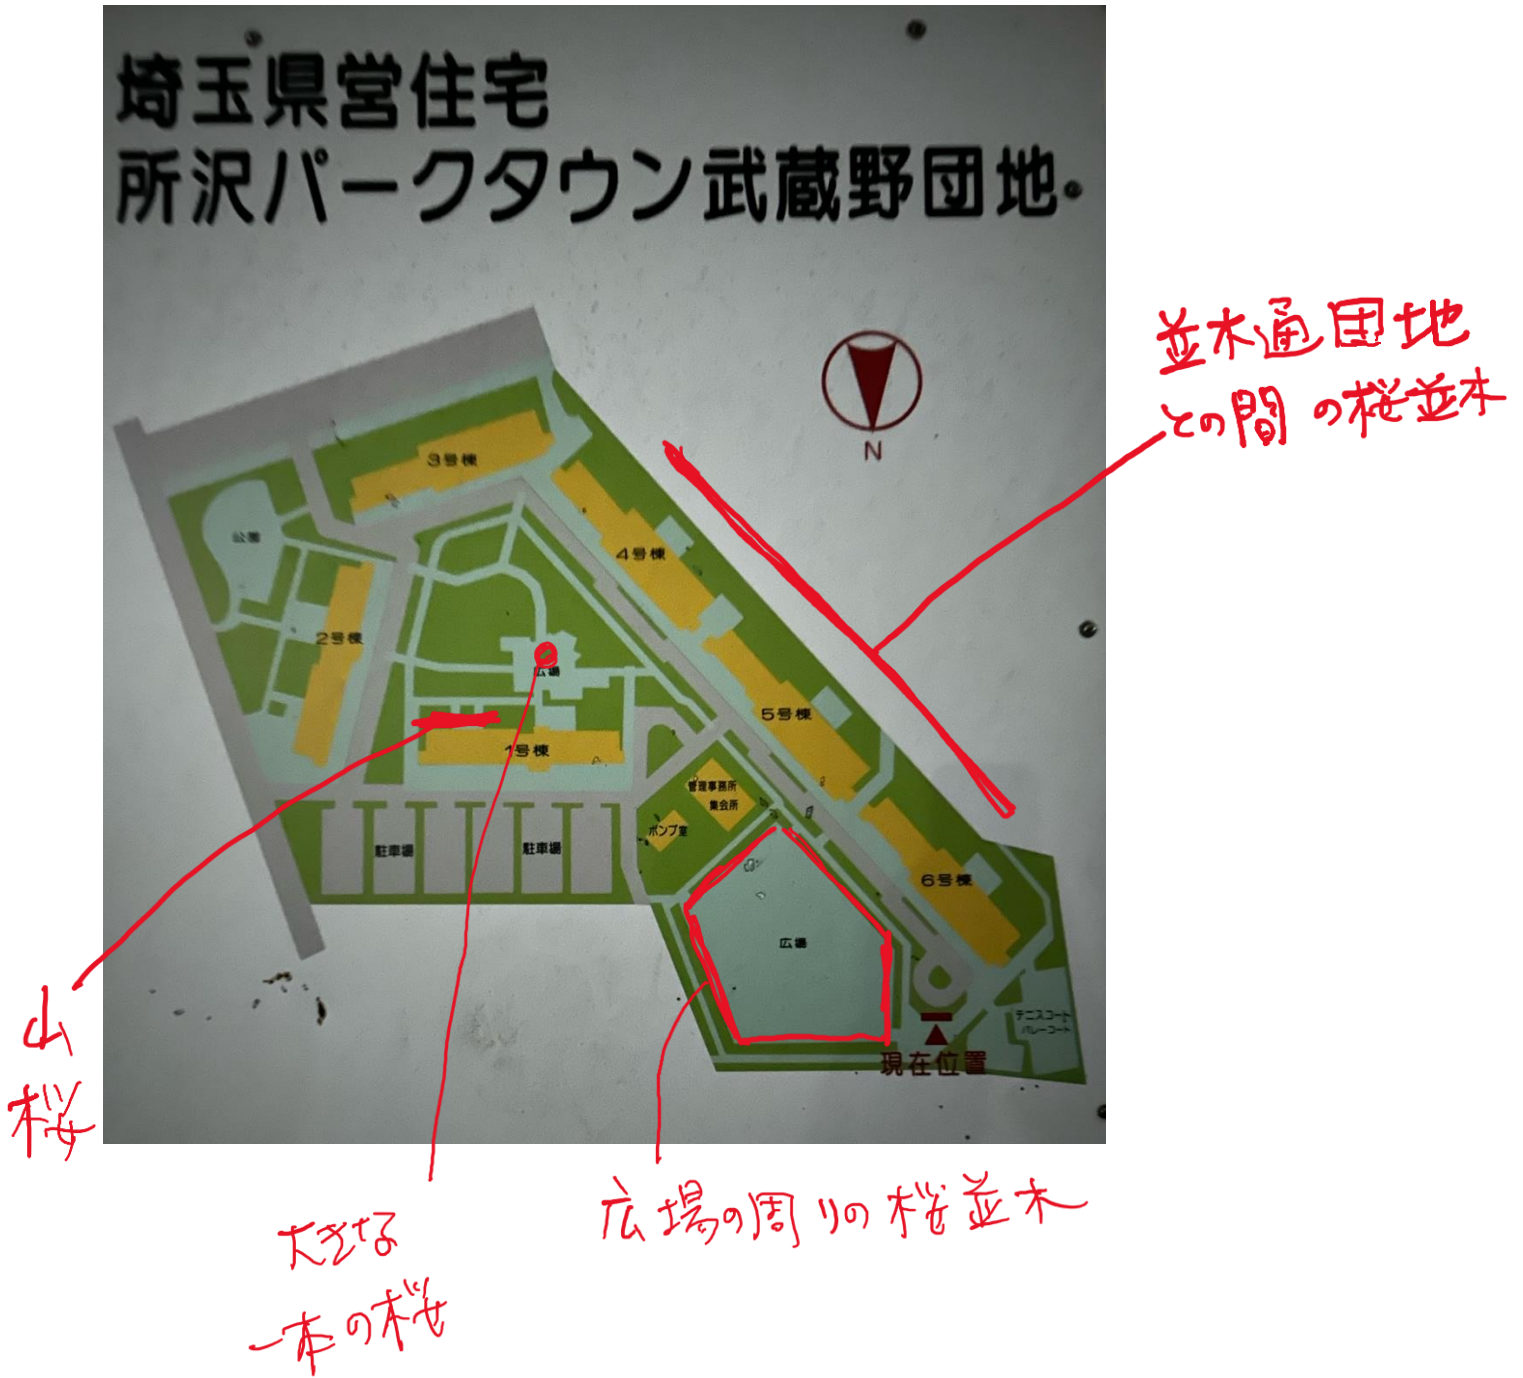 埼玉県営住宅
所沢パークタウン武蔵野団地
並木通団地
との間の桜並木
N
3号棟
公園
4号棟
2号棟
広場
5号棟
1号棟
管理事務所
集会所
ポンプ室
駐車場
駐車場
6号棟
広場
テニスコート
バレーコート
現在位置
山
桜
広場の周りの桜並木
大きな
一本の桜